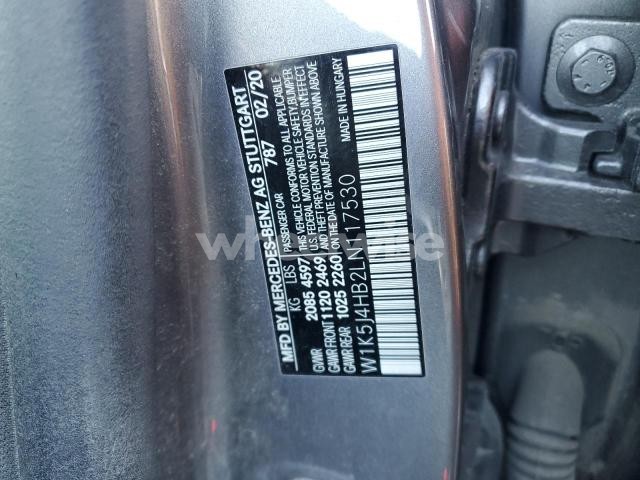 MFD BY MERCEDES-BENZ AG STUTTGART
PASSENGER CAR 787 02/20
KG LBS THIS VEHICLE CONFORMS TO ALL APPLICABLE
GVWR 2085 4597 U.S. FEDERAL MOTOR VEHICLE SAFETY, BUMPER
GAWR FRONT 1120 2469 AND THEFT PREVENTION STANDARDS IN EFFECT
GAWR REAR 1025 2260 ON THE DATE OF MANUFACTURE SHOWN ABOVE
MADE IN HUNGARY
W1K5J4HB2LN117530